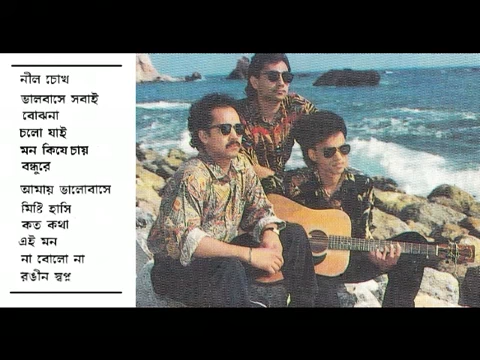 নীল চোখ
ভালবাসে সবাই
বোঝনা
চলো যাই
মন কিযে চায়
বন্ধুরে
আমায় ভালোবাসে
মিষ্টি হাসি
কত কথা
এই মন
না বোলো না
রঙীন স্বপ্ন